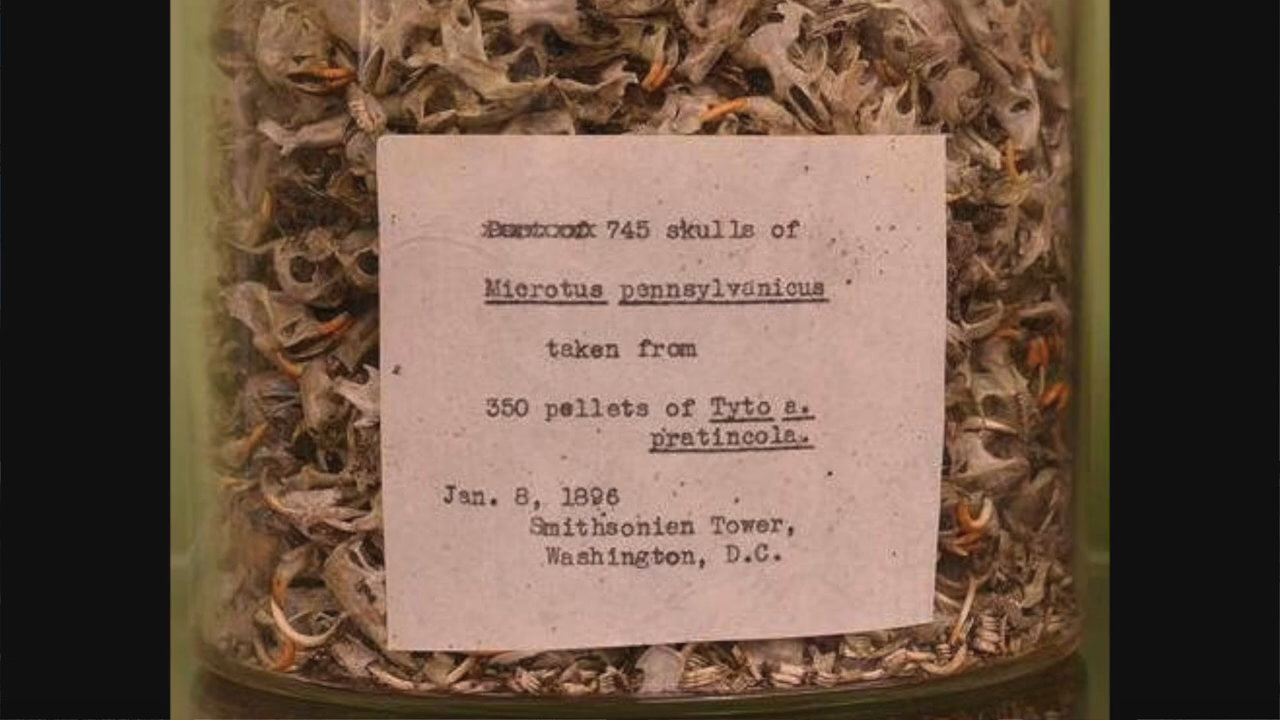 745 skulls of
Microtus pennsylvanicus
taken from
350 pellets of Tyto a.
pratincola.
Jan. 8, 1896
Smithsonien Tower,
Washington, D.C.